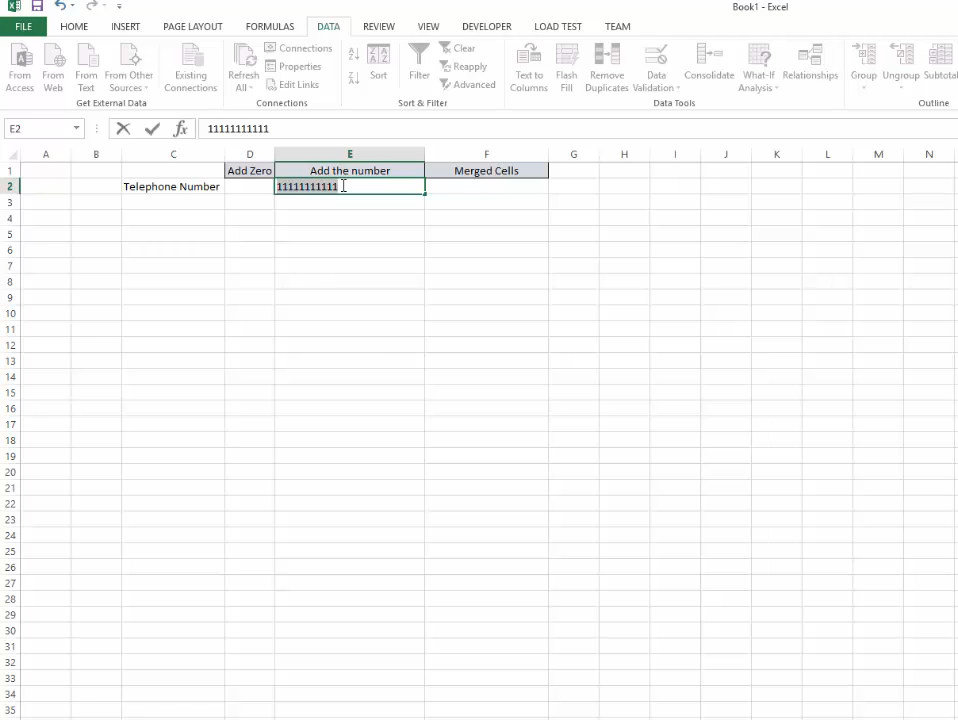 Book1 - Excel
FILE HOME INSERT PAGE LAYOUT FORMULAS DATA REVIEW VIEW DEVELOPER LOAD TEST TEAM
From Access
From Web
From Text
From Other Sources
Existing Connections
Get External Data
Refresh All
Connections
Properties
Edit Links
Connections
Sort
Filter
Clear
Reapply
Advanced
Sort & Filter
Text to Columns
Flash Fill
Remove Duplicates
Data Validation
Consolidate
What-If Analysis
Relationships
Data Tools
Group
Ungroup
Subtotal
Outline
E2 fx 11111111111
A B C D E F G H I J K L M N
1 Add Zero Add the number Merged Cells
2 Telephone Number 11111111111
3
4
5
6
7
8
9
10
11
12
13
14
15
16
17
18
19
20
21
22
23
24
25
26
27
28
29
30
31
32
33
34
35